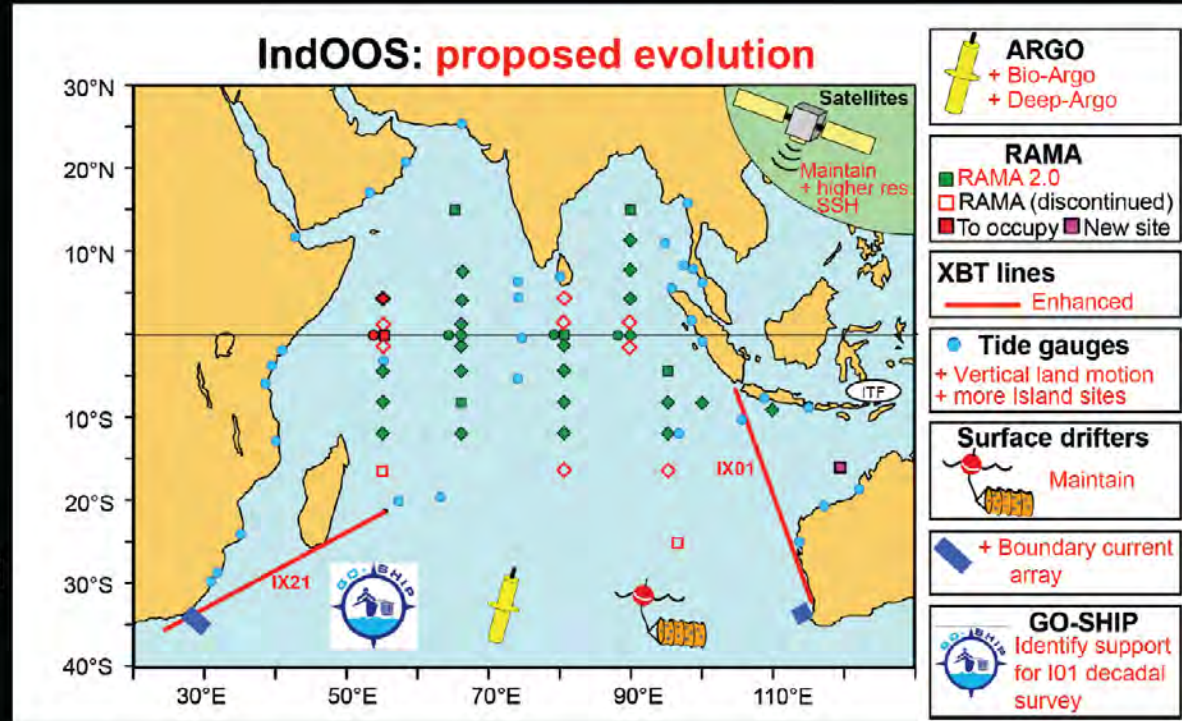 IndOOS: proposed evolution
30°N
20°N
10°N
0°
10°S
20°S
30°S
40°S
30°E
50°E
70°E
90°E
110°E
Satellites
Maintain
+ higher res.
SSH
ITF
IX01
IX21
GO-SHIP
ARGO
+ Bio-Argo
+ Deep-Argo
RAMA
RAMA 2.0
RAMA (discontinued)
To occupy New site
XBT lines
Enhanced
Tide gauges
+ Vertical land motion
+ more Island sites
Surface drifters
Maintain
+ Boundary current
array
GO-SHIP
GO-SHIP
Identify support
for I01 decadal
survey